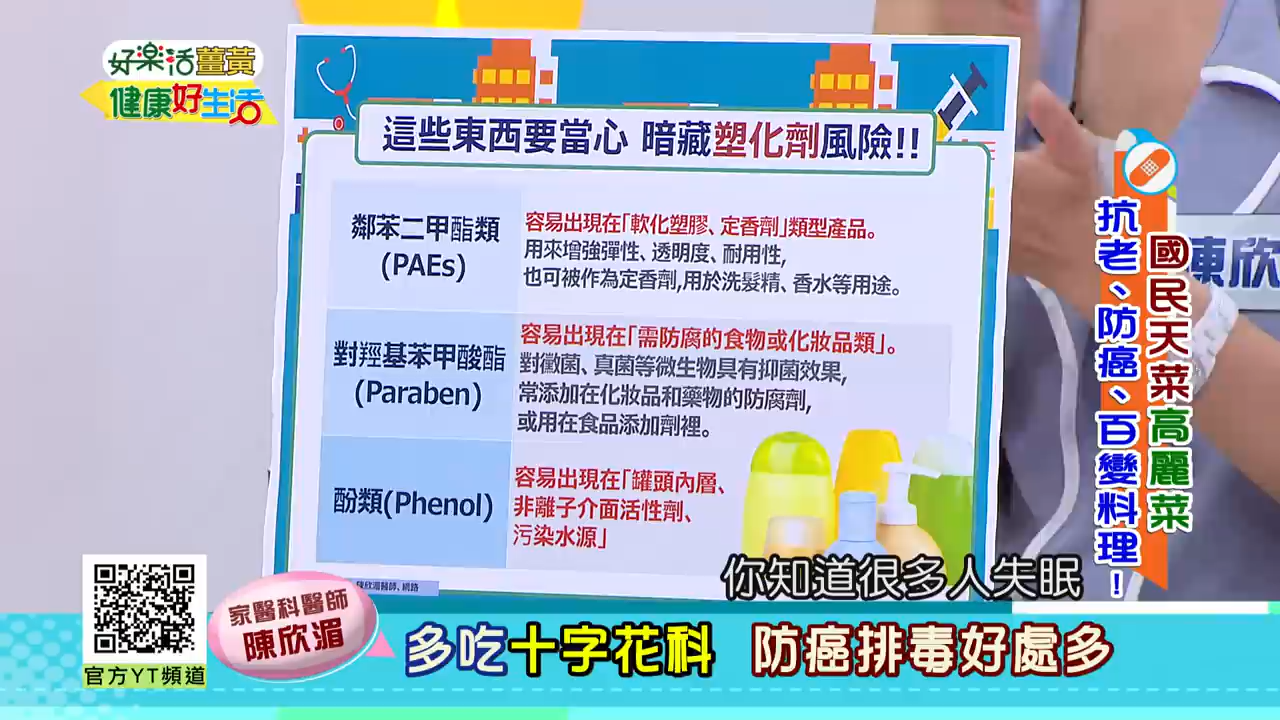 好樂活薑黃
健康好生活
這些東西要當心 暗藏塑化劑風險!!
鄰苯二甲酯類
(PAEs)
容易出現在「軟化塑膠、定香劑」類型產品。
用來增強彈性、透明度、耐用性,
也可被作為定香劑,用於洗髮精、香水等用途。
對羥基苯甲酸酯
(Paraben)
容易出現在「需防腐的食物或化妝品類」。
對黴菌、真菌等微生物具有抑菌效果,
常添加在化妝品和藥物的防腐劑,
或用在食品添加劑裡。
酚類(Phenol)
容易出現在「罐頭內層、
非離子介面活性劑、
污染水源」
陳欣湄醫師、網路
國民天菜高麗菜
抗老、防癌、百變料理!
陳欣
你知道很多人失眠
官方YT頻道
家醫科醫師
陳欣湄
多吃十字花科 防癌排毒好處多